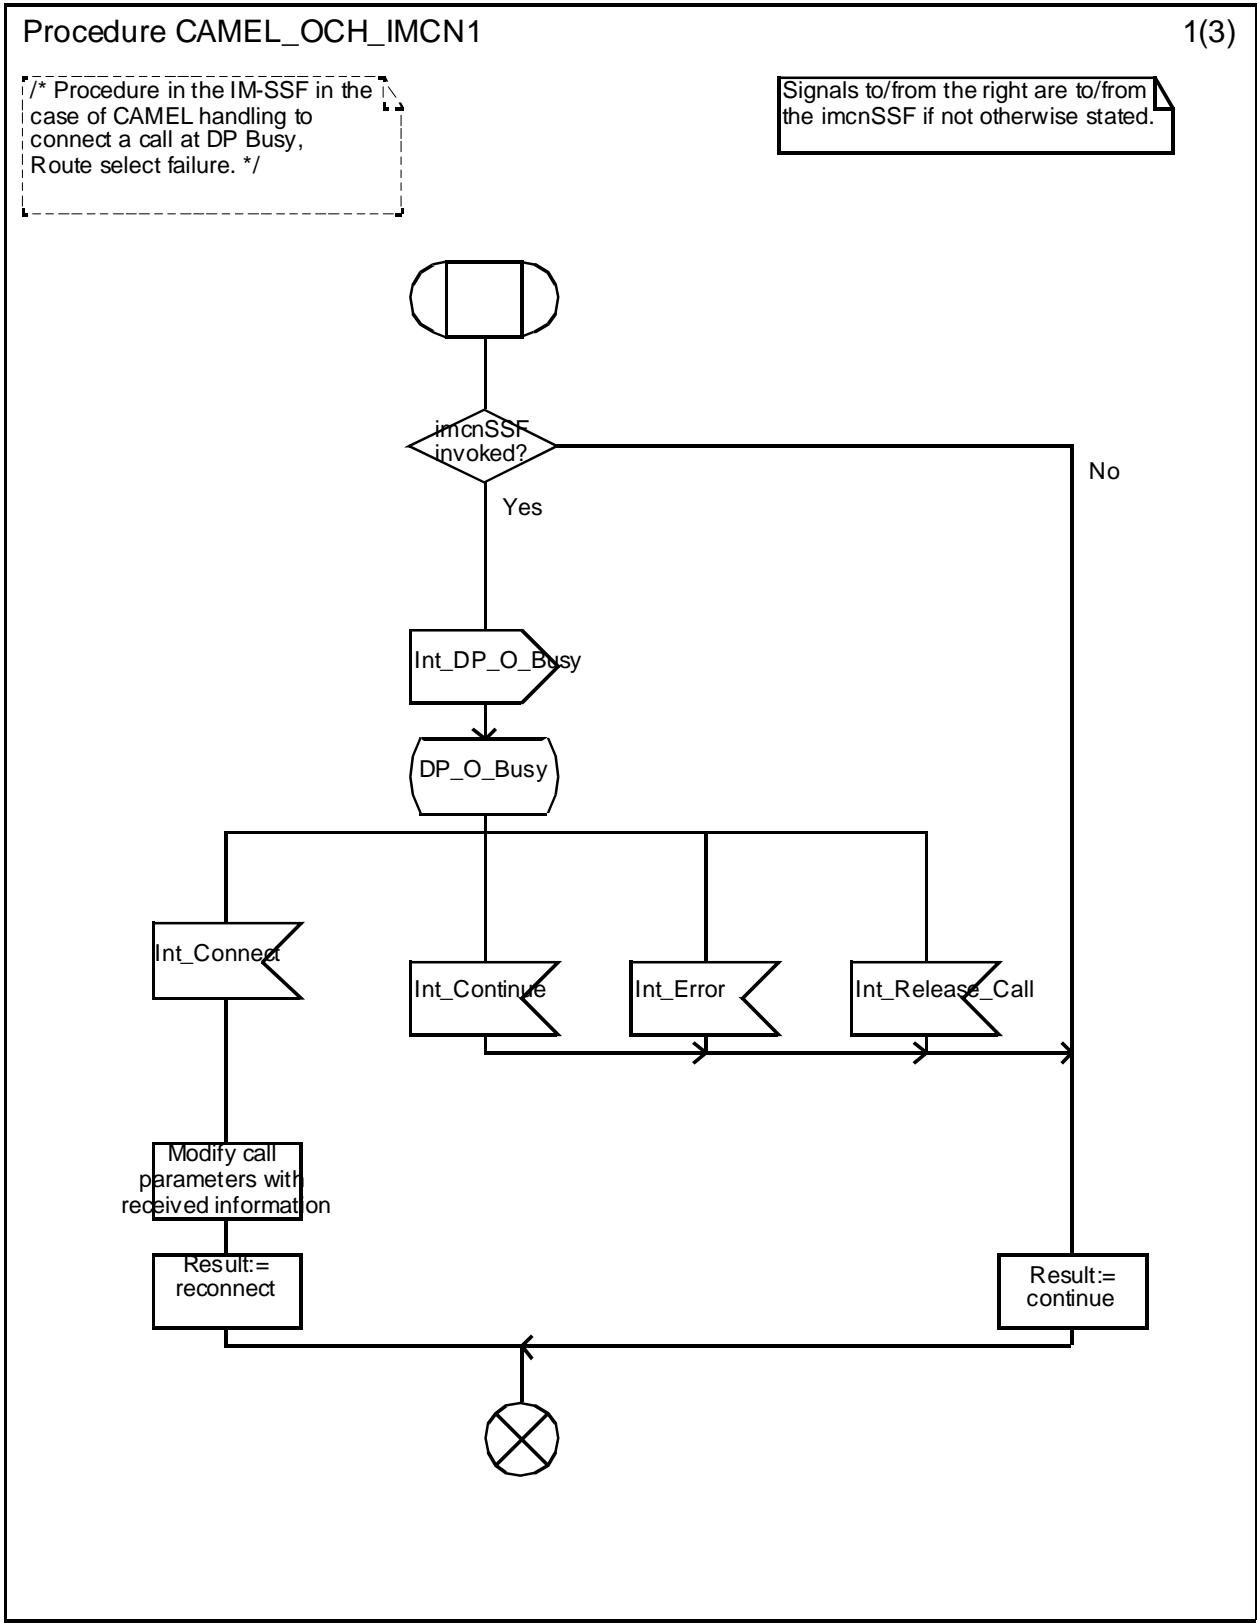 Procedure CAMEL_OCH_IMCN1
1(3)
/* Procedure in the IM-SSF in the
case of CAMEL handling to
connect a call at DP Busy,
Route select failure. */
Signals to/from the right are to/from
the imcnSSF if not otherwise stated.
imcnSSF
invoked?
No
Yes
Int_DP_O_Busy
DP_O_Busy
Int_Connect
Int_Continue
Int_Error
Int_Release_Call
Modify call
parameters with
received information
Result:=
reconnect
Result:=
continue